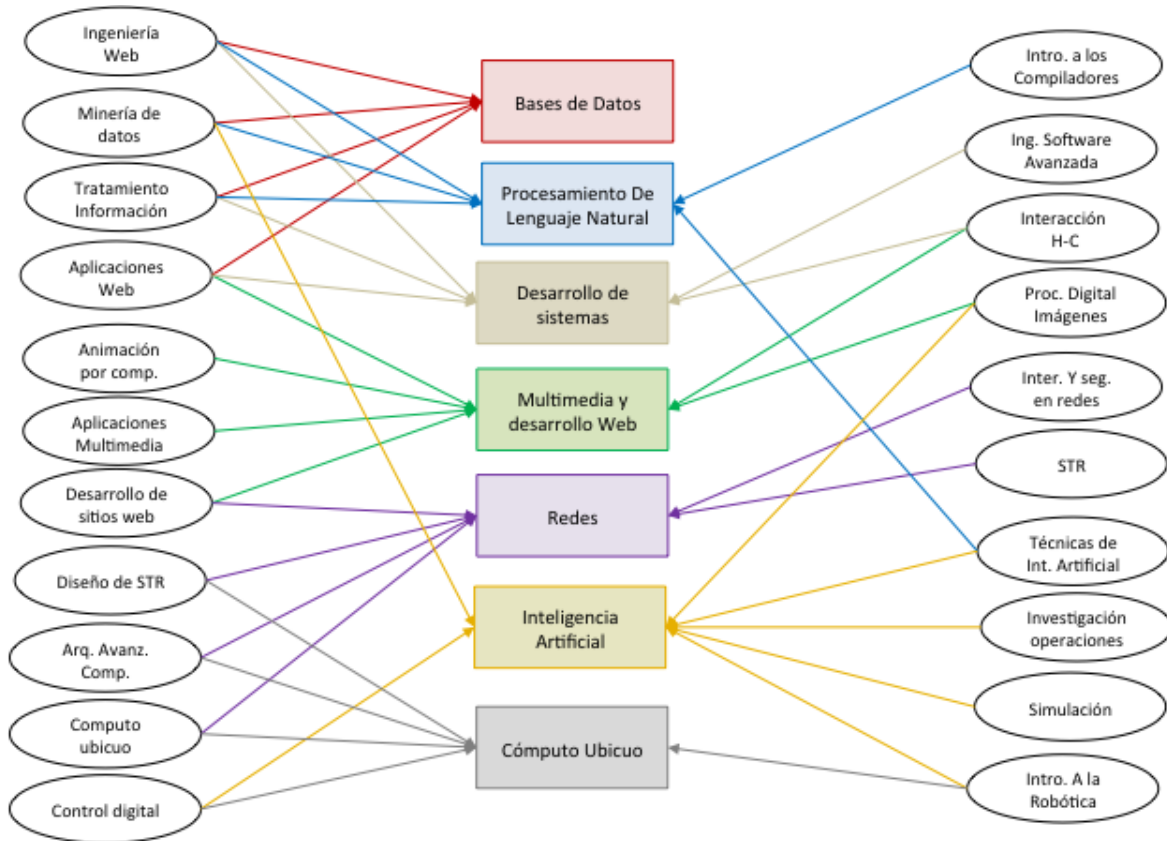 Ingeniería
Web
Minería de
datos
Tratamiento
Información
Aplicaciones
Web
Animación
por comp.
Aplicaciones
Multimedia
Desarrollo de
sitios web
Diseño de STR
Arq. Avanz.
Comp.
Computo
ubicuo
Control digital
Bases de Datos
Procesamiento De
Lenguaje Natural
Desarrollo de
sistemas
Multimedia y
desarrollo Web
Redes
Inteligencia
Artificial
Cómputo Ubicuo
Intro. a los
Compiladores
Ing. Software
Avanzada
Interacción
H-C
Proc. Digital
Imágenes
Inter. Y seg.
en redes
STR
Técnicas de
Int. Artificial
Investigación
operaciones
Simulación
Intro. A la
Robótica